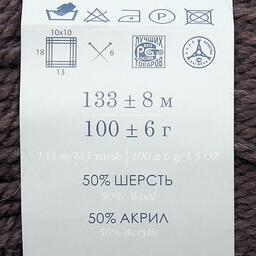 10x10
18
6
13
ЛУЧШИХ
ТОВАРОВ
133 ± 8 м
100 ± 6 г
133 m/145 yards | 100 ± 6 g/3,5 OZ
50% ШЕРСТЬ
50% Wool
50% АКРИЛ
50% Acrylic